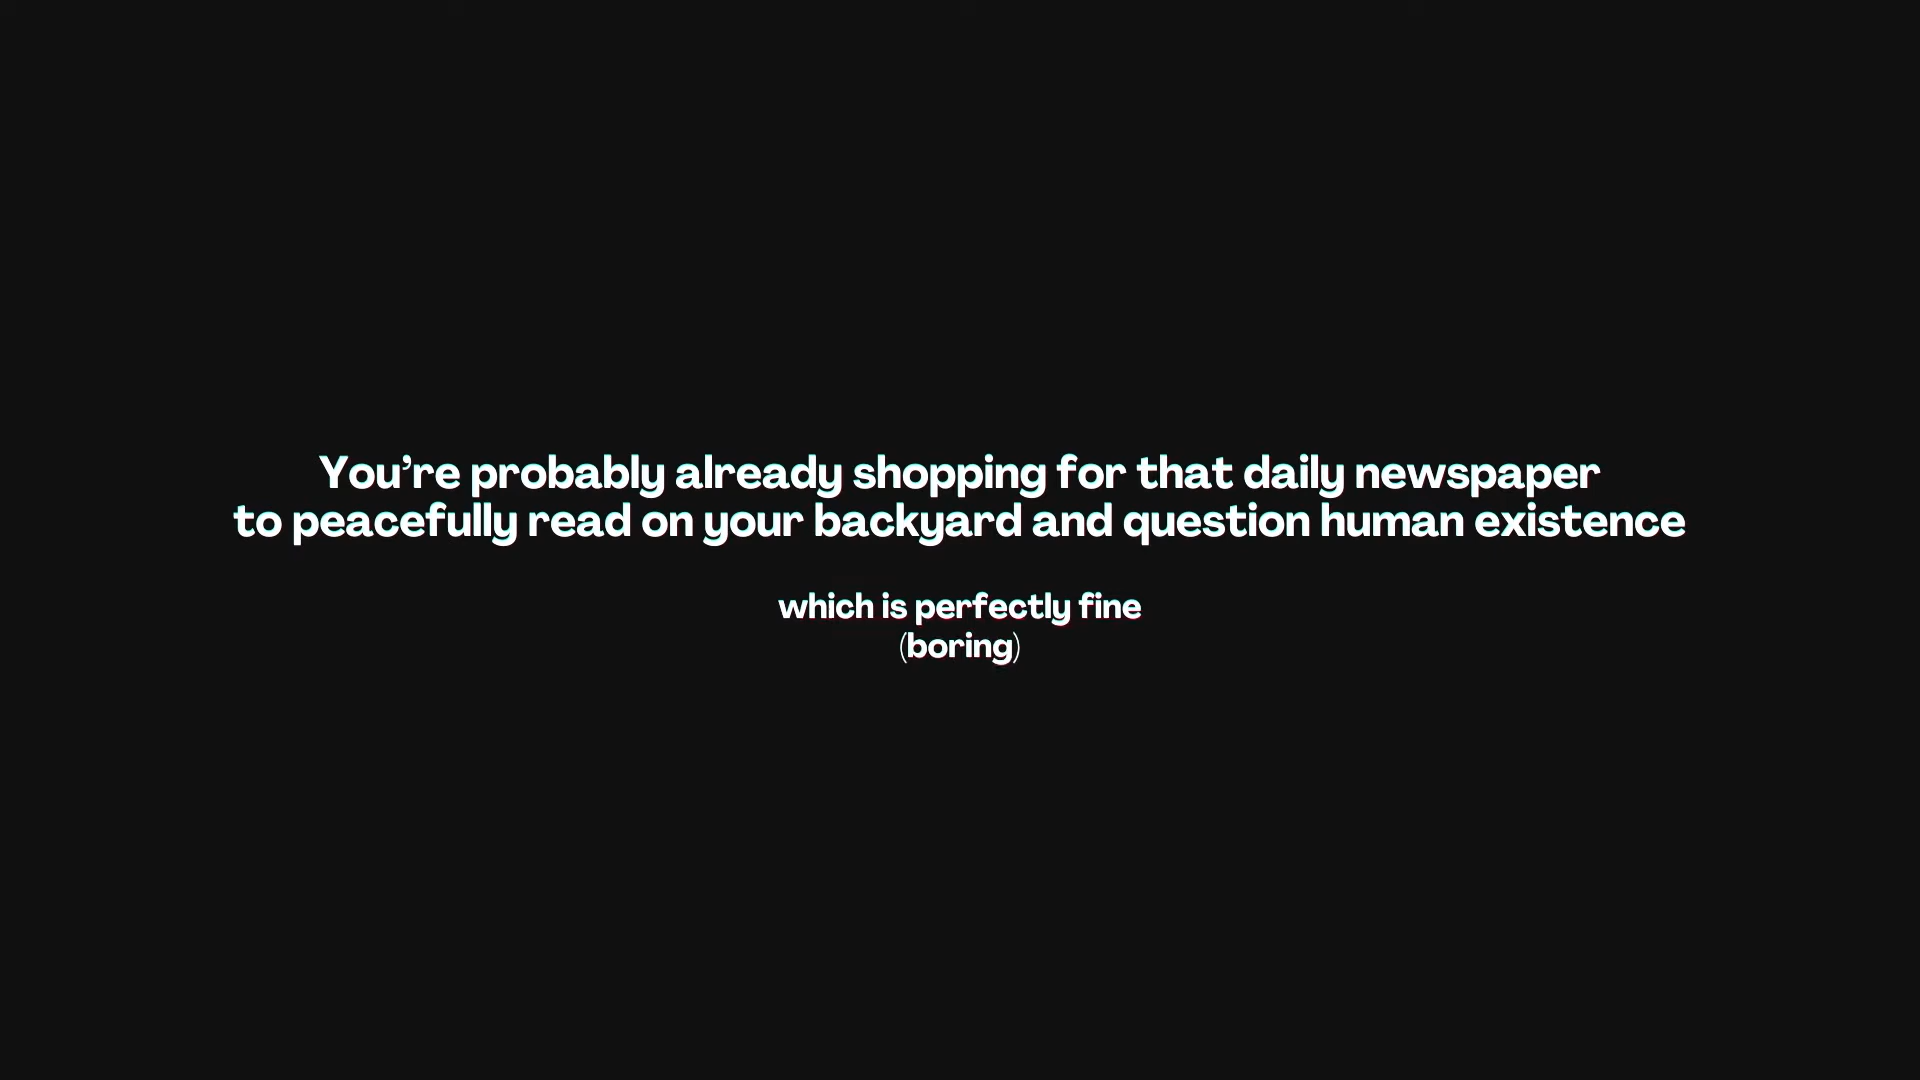 You’re probably already shopping for that daily newspaper
to peacefully read on your backyard and question human existence
which is perfectly fine
(boring)